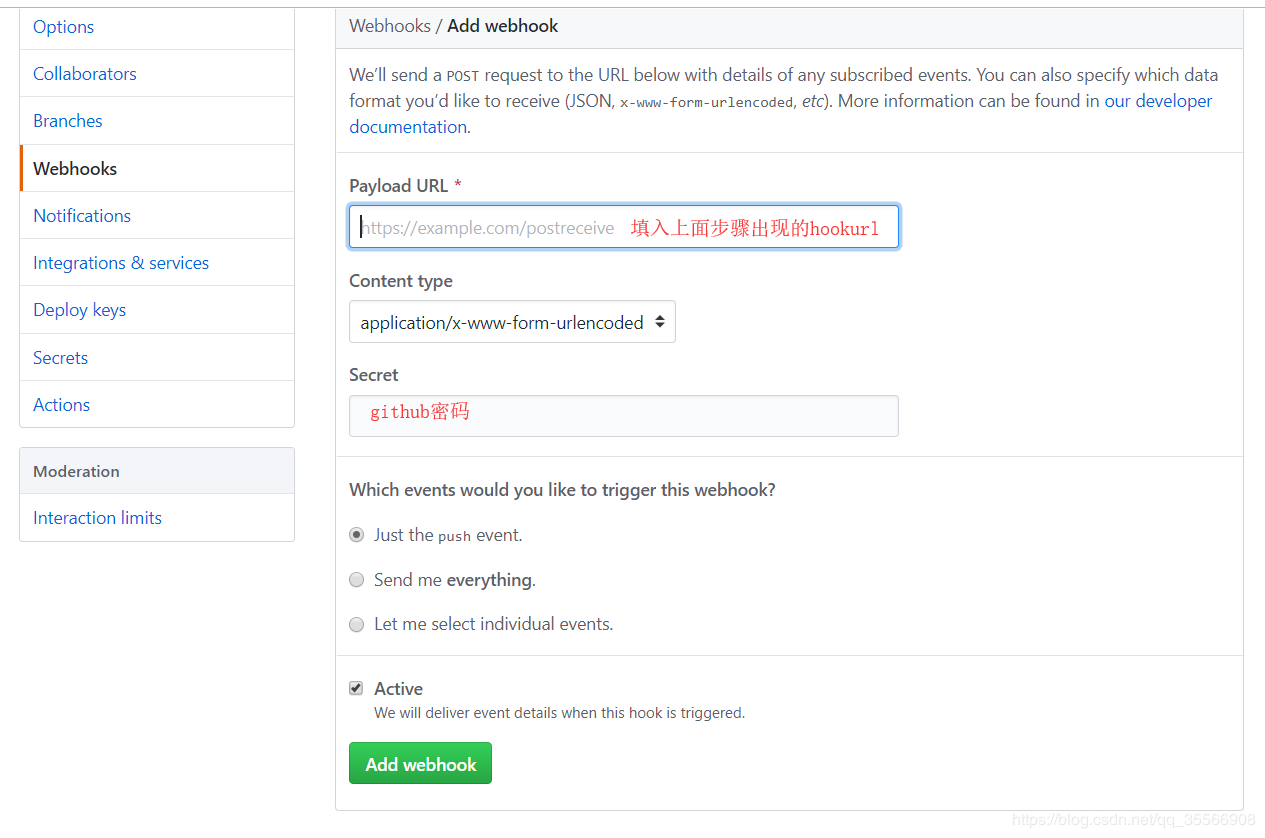 Options
Collaborators
Branches
Webhooks
Notifications
Integrations & services
Deploy keys
Secrets
Actions
Moderation
Interaction limits
Webhooks / Add webhook
We’ll send a POST request to the URL below with details of any subscribed events. You can also specify which data
format you’d like to receive (JSON, x-www-form-urlencoded, etc). More information can be found in our developer
documentation.
Payload URL *
https://example.com/postreceive 填入上面步骤出现的hookurl
Content type
application/x-www-form-urlencoded
Secret
github密码
Which events would you like to trigger this webhook?
Just the push event.
Send me everything.
Let me select individual events.
Active
We will deliver event details when this hook is triggered.
Add webhook
https://blog.csdn.net/qq_35566908